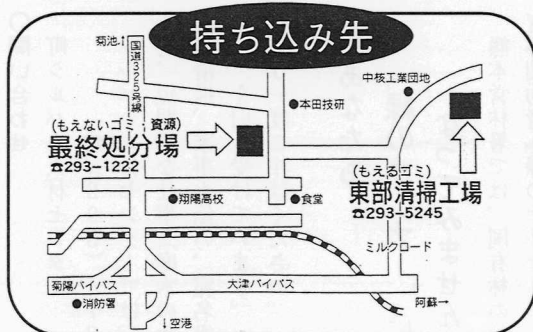 持ち込み先
菊池↑
国道325号線
●本田技研
中核工業団地
(もえないゴミ・資源)
最終処分場
☎293-1222
(もえるゴミ)
東部清掃工場
☎293-5245
●翔陽高校
●食堂
ミルクロード
菊陽バイパス
大津バイパス
●消防署
↓空港
阿蘇→